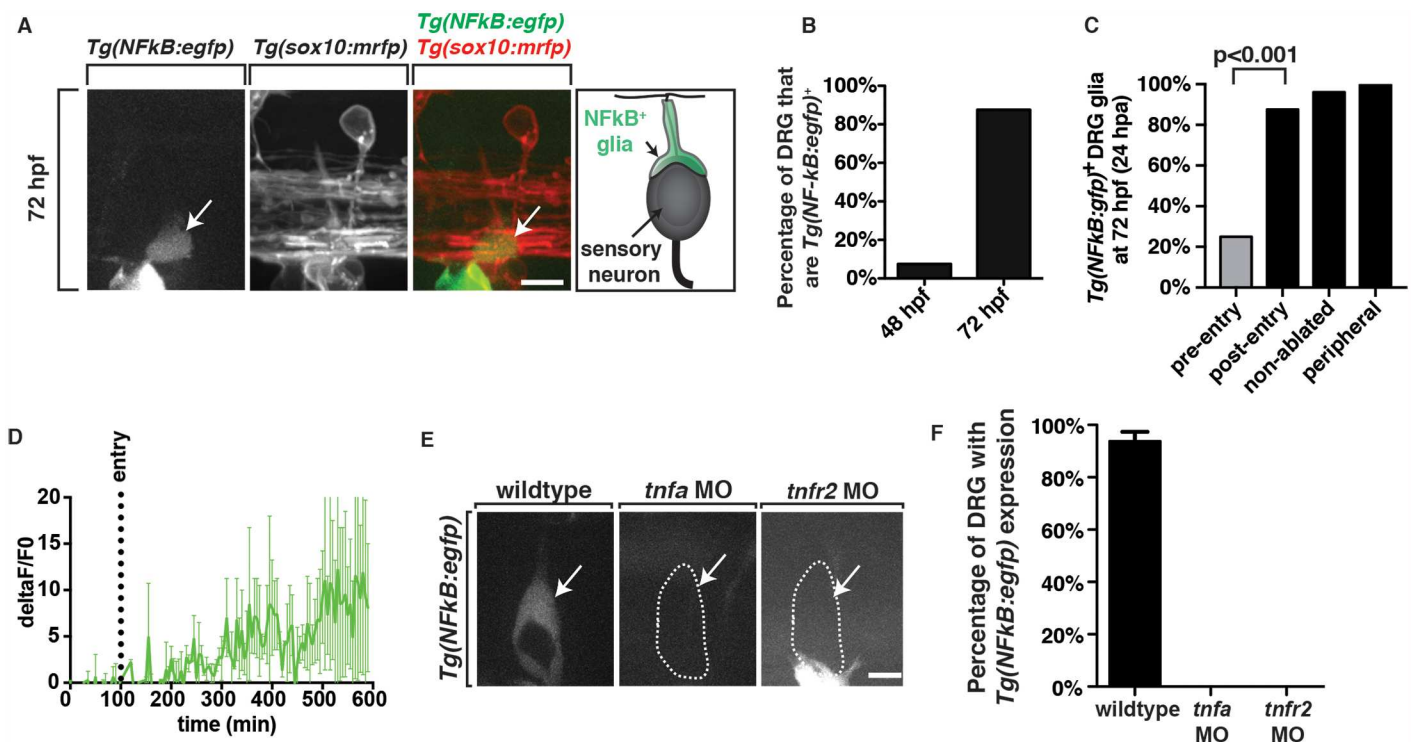 A
Tg(NFkB:egfp)
Tg(sox10:mrfp)
Tg(NFkB:egfp)
Tg(sox10:mrfp)
72 hpf
NFkB+
glia
sensory
neuron
B
Percentage of DRG that
are Tg(NF-kB:egfp)+
100%
80%
60%
40%
20%
0%
48 hpf
72 hpf
C
p<0.001
Tg(NFkB:gfp)+ DRG glia
at 72 hpf (24 hpa)
100%
80%
60%
40%
20%
0%
pre-entry
post-entry
non-ablated
peripheral
D
entry
deltaF/F0
20
15
10
5
0
0
100
200
300
400
500
600
time (min)
E
wildtype
tnfa MO
tnfr2 MO
Tg(NFkB:egfp)
F
Percentage of DRG with
Tg(NFkB:egfp) expression
100%
80%
60%
40%
20%
0%
wildtype
tnfa
MO
tnfr2
MO